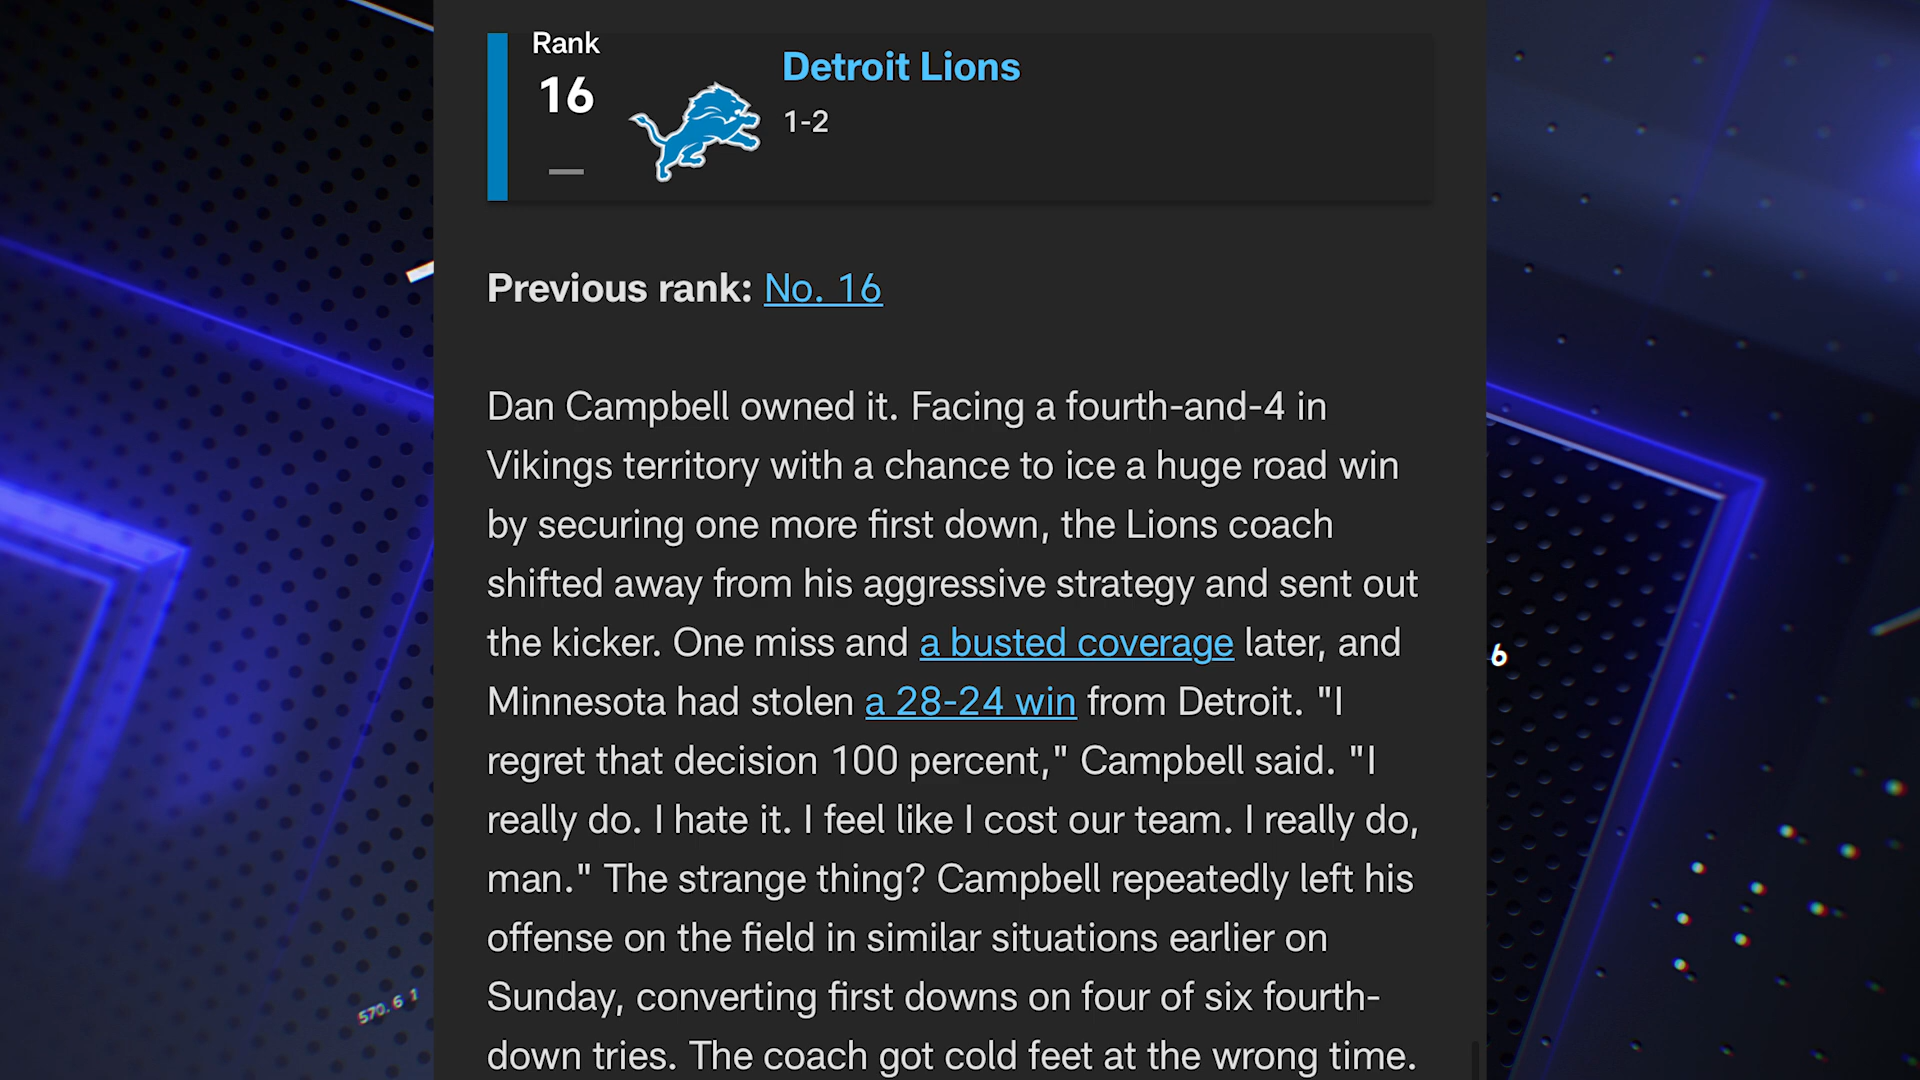 Rank
16
Detroit Lions
1-2
Previous rank: No. 16
Dan Campbell owned it. Facing a fourth-and-4 in
Vikings territory with a chance to ice a huge road win
by securing one more first down, the Lions coach
shifted away from his aggressive strategy and sent out
the kicker. One miss and a busted coverage later, and
Minnesota had stolen a 28-24 win from Detroit. "I
regret that decision 100 percent," Campbell said. "I
really do. I hate it. I feel like I cost our team. I really do,
man." The strange thing? Campbell repeatedly left his
offense on the field in similar situations earlier on
Sunday, converting first downs on four of six fourth-
down tries. The coach got cold feet at the wrong time.
6
570.6 1